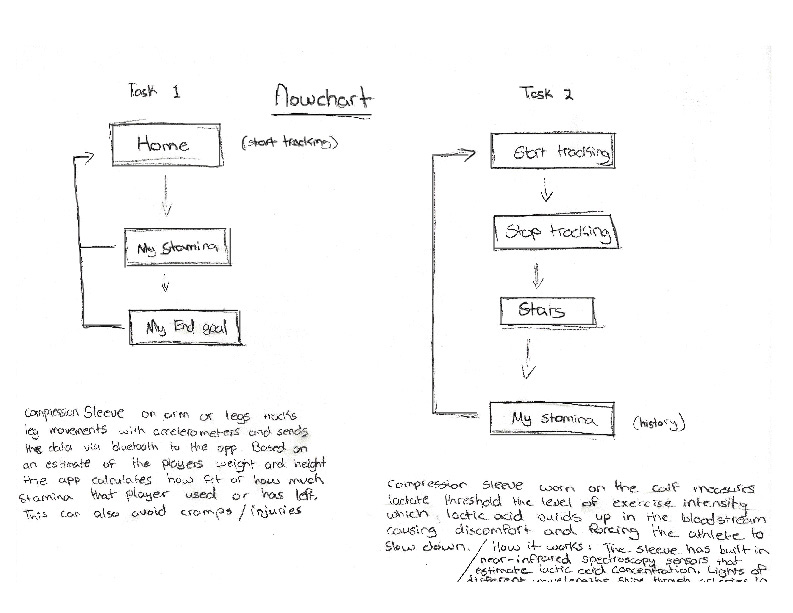 Task 1
Flowchart
Task 2
Home
(start tracking)
My Stamina
My End goal
Start tracking
Stop tracking
Stats
My stamina
(history)
Compression Sleeve on arm or legs tracks
leg movements with accelerometers and sends
the data via bluetooth to the app. Based on
an estimate of the players weight and height
the app calculates how fit or how much
stamina that player used or has left.
This can also avoid cramps / injuries
Compression sleeve worn on the calf measures
lactate threshold the level of exercise intensity
which lactic acid builds up in the bloodstream
causing discomfort and forcing the athlete to
slow down. / How it works: The sleeve has built in
near-infrared spectroscopy sensors that
estimate lactic acid concentration. Lights of
different wavelengths shine through